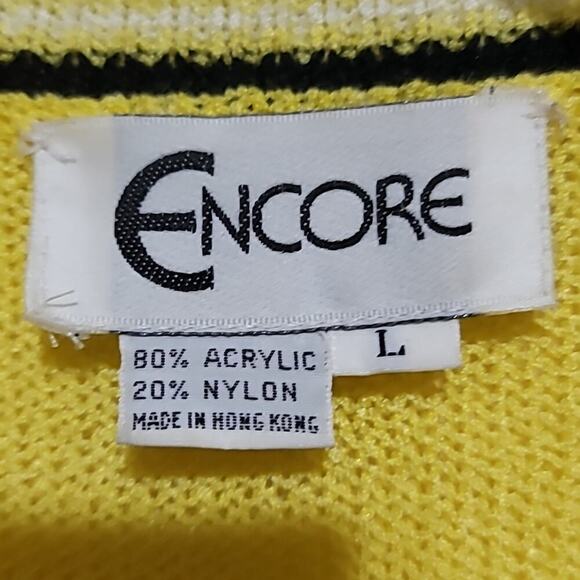 ENCORE
L
80% ACRYLIC
20% NYLON
MADE IN HONG KONG